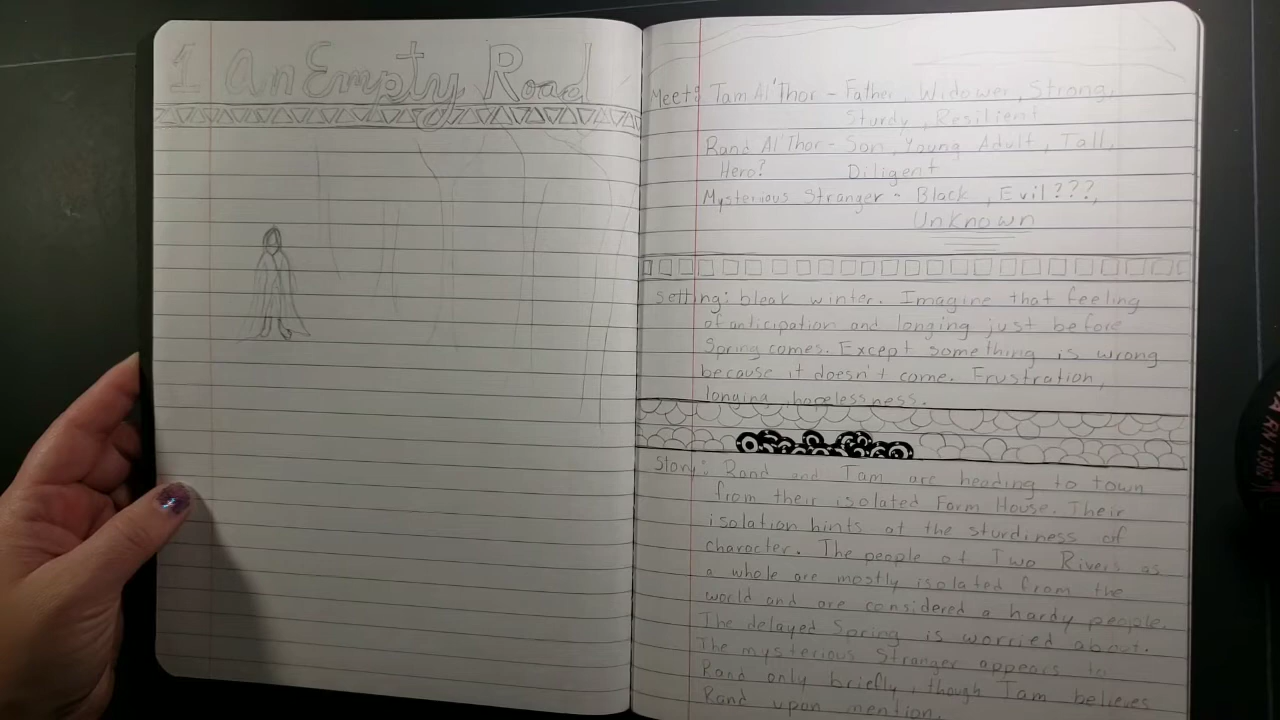 1 An Empty Road
Meet: Tam Al'Thor - Father, Widower, Strong,
Sturdy, Resilient
Rand Al'Thor - Son, Young Adult, Tall,
Hero? Diligent
Mysterious Stranger - Black, Evil???,
Unknown
Setting: bleak winter. Imagine that feeling
of anticipation and longing just before
Spring comes. Except something is wrong
because it doesn't come. Frustration,
longing, hopelessness.
Story: Rand and Tam are heading to town
from their isolated Farm House. Their
isolation hints at the sturdiness of
character. The people of Two Rivers as
a whole are mostly isolated from the
world and are considered a hardy people.
The delayed Spring is worried about.
The mysterious Stranger appears to
Rand only briefly, though Tam believes
Rand upon mention.